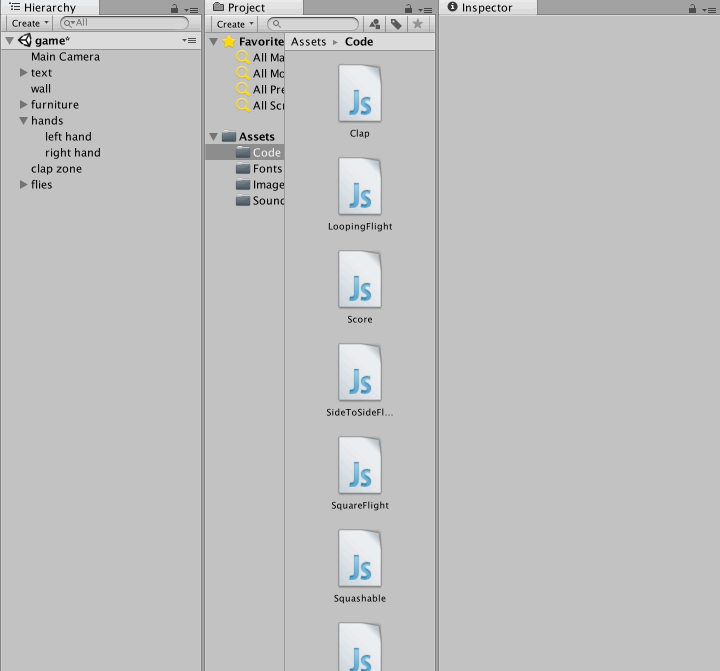 Hierarchy
Create
All
game*
Main Camera
text
wall
furniture
hands
left hand
right hand
clap zone
flies
Project
Create
Favorite
All Ma
All Mo
All Pre
All Scr
Assets
Code
Fonts
Image
Sound
Assets ▸ Code
Js
Clap
Js
LoopingFlight
Js
Score
Js
SideToSideFl...
Js
SquareFlight
Js
Squashable
Js
Inspector